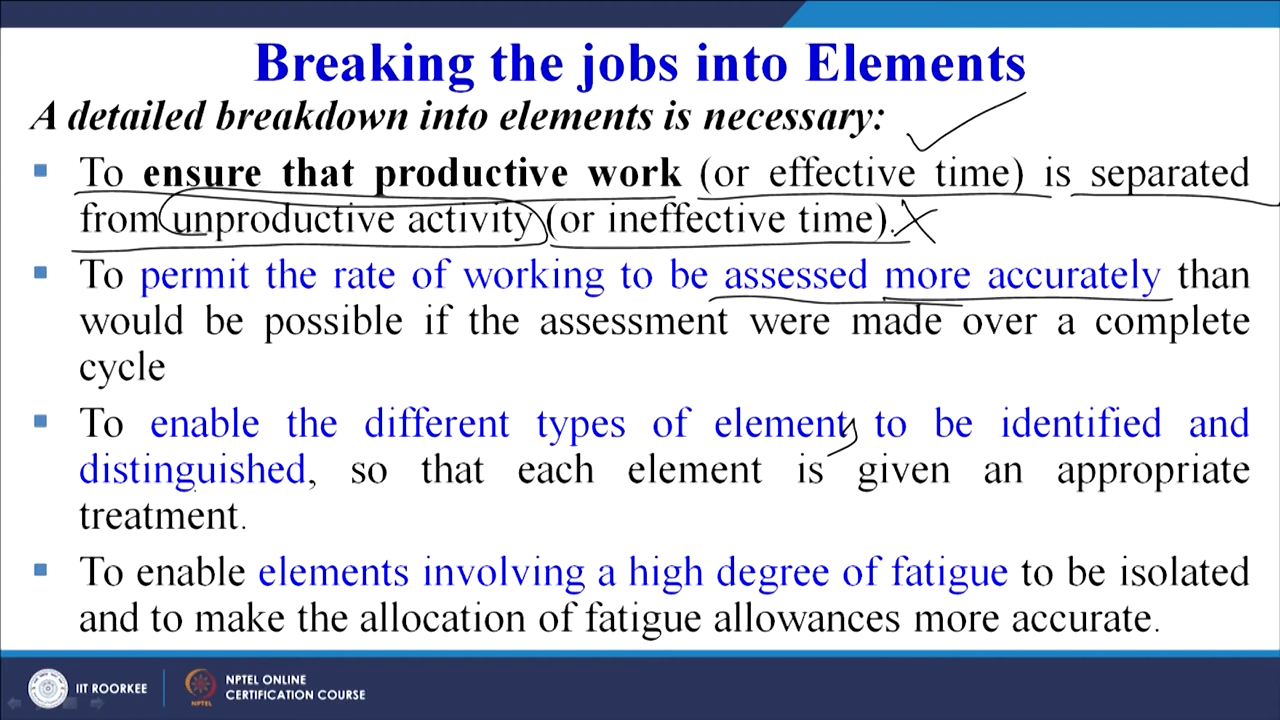 Breaking the jobs into Elements
A detailed breakdown into elements is necessary:
To ensure that productive work (or effective time) is separated
from unproductive activity (or ineffective time).
To permit the rate of working to be assessed more accurately than
would be possible if the assessment were made over a complete
cycle
To enable the different types of elements to be identified and
distinguished, so that each element is given an appropriate
treatment.
To enable elements involving a high degree of fatigue to be isolated
and to make the allocation of fatigue allowances more accurate.
IIT ROORKEE
NPTEL
NPTEL ONLINE
CERTIFICATION COURSE